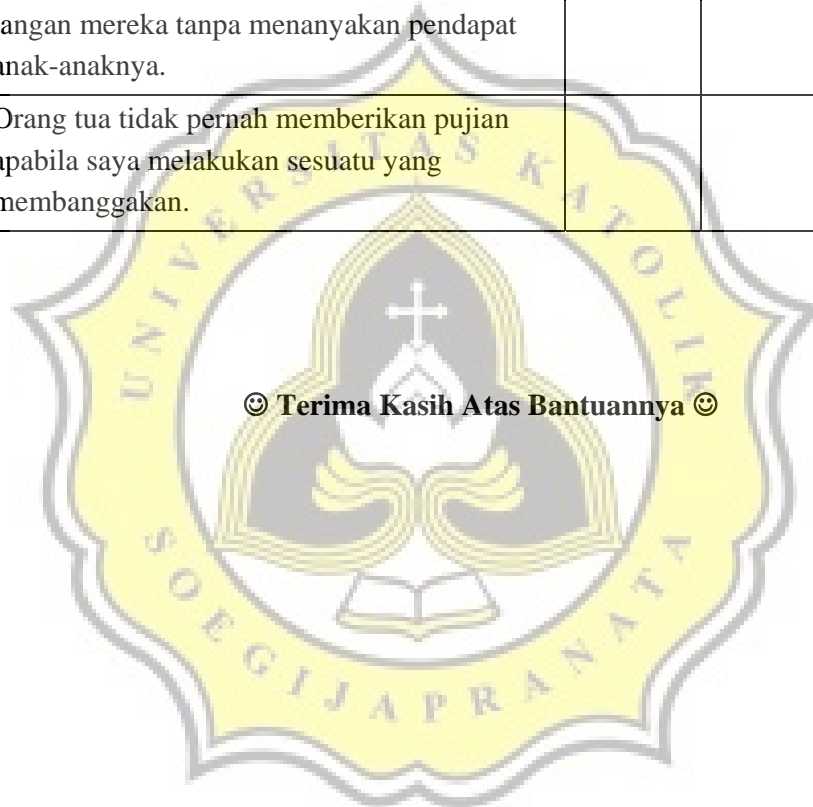 angan mereka tanpa menanyakan pendapat
anak-anaknya.
Orang tua tidak pernah memberikan pujian
apabila saya melakukan sesuatu yang
membanggakan.
☺ Terima Kasih Atas Bantuannya ☺
UNIVERSITAS KATOLIK
SOEGIJAPRANATA